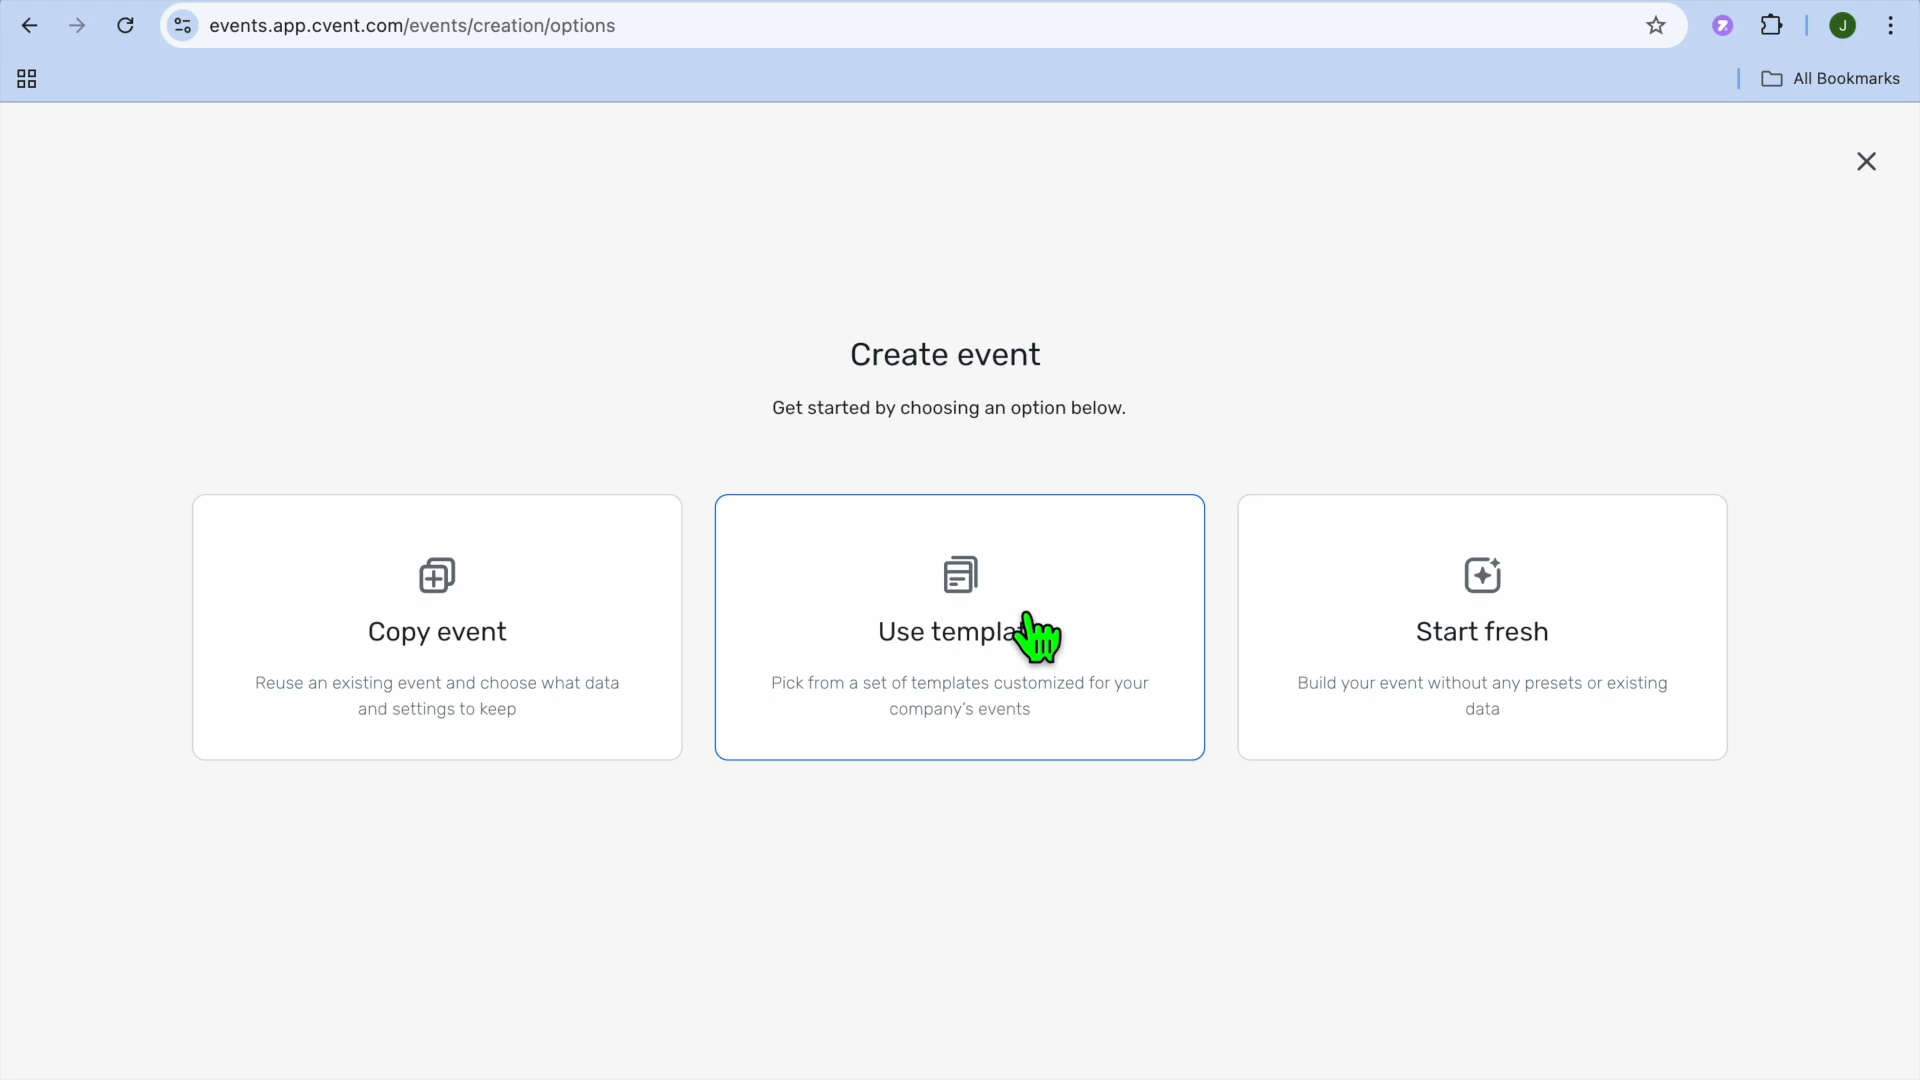 events.app.cvent.com/events/creation/options
J
All Bookmarks
Create event
Get started by choosing an option below.
Copy event
Reuse an existing event and choose what data
and settings to keep
Use templat
Pick from a set of templates customized for your
company's events
Start fresh
Build your event without any presets or existing
data